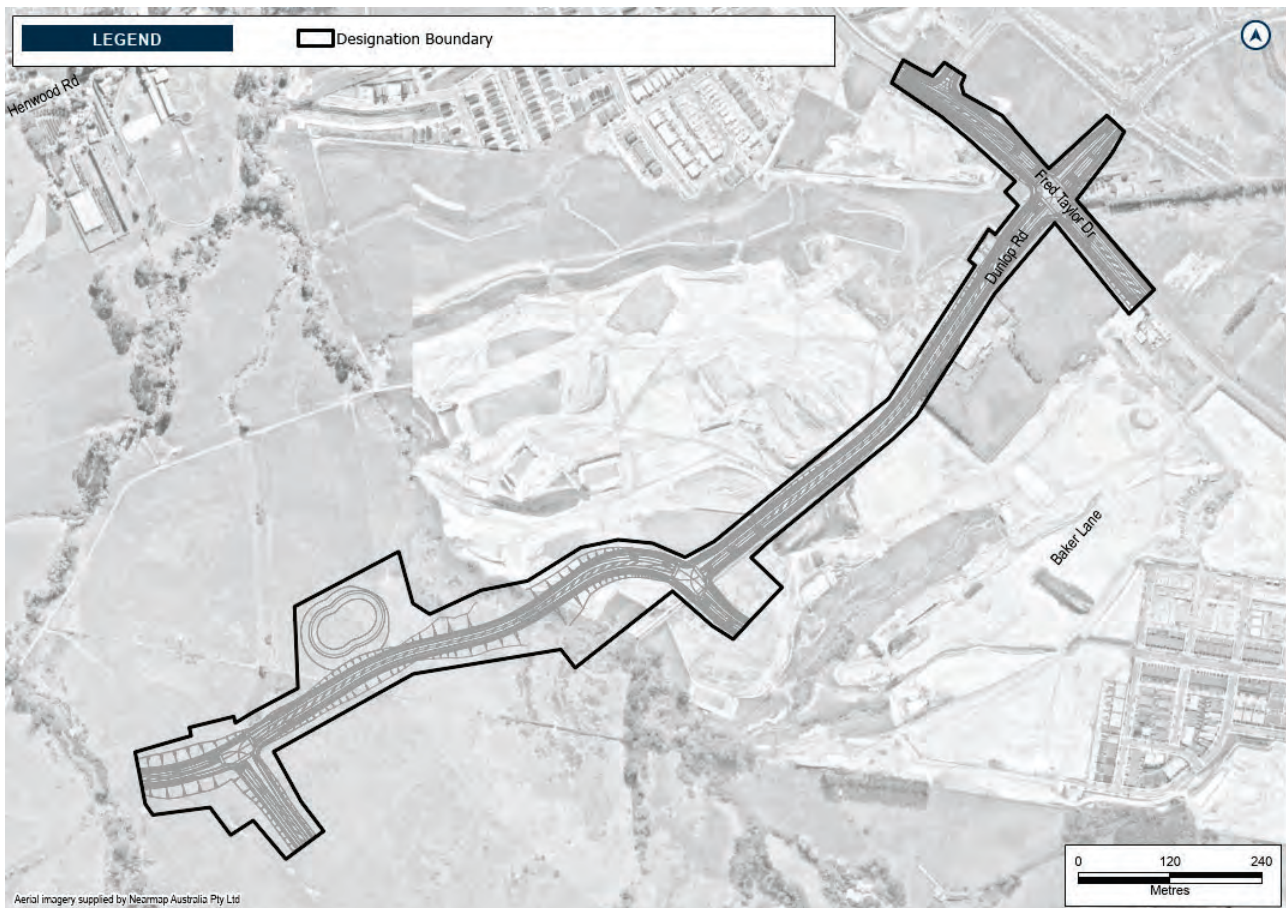 LEGEND
Designation Boundary
Henwood Rd
Fred Taylor Dr
Dunlop Rd
Baker Lane
0 120 240
Metres
Aerial imagery supplied by Nearmap Australia Pty Ltd